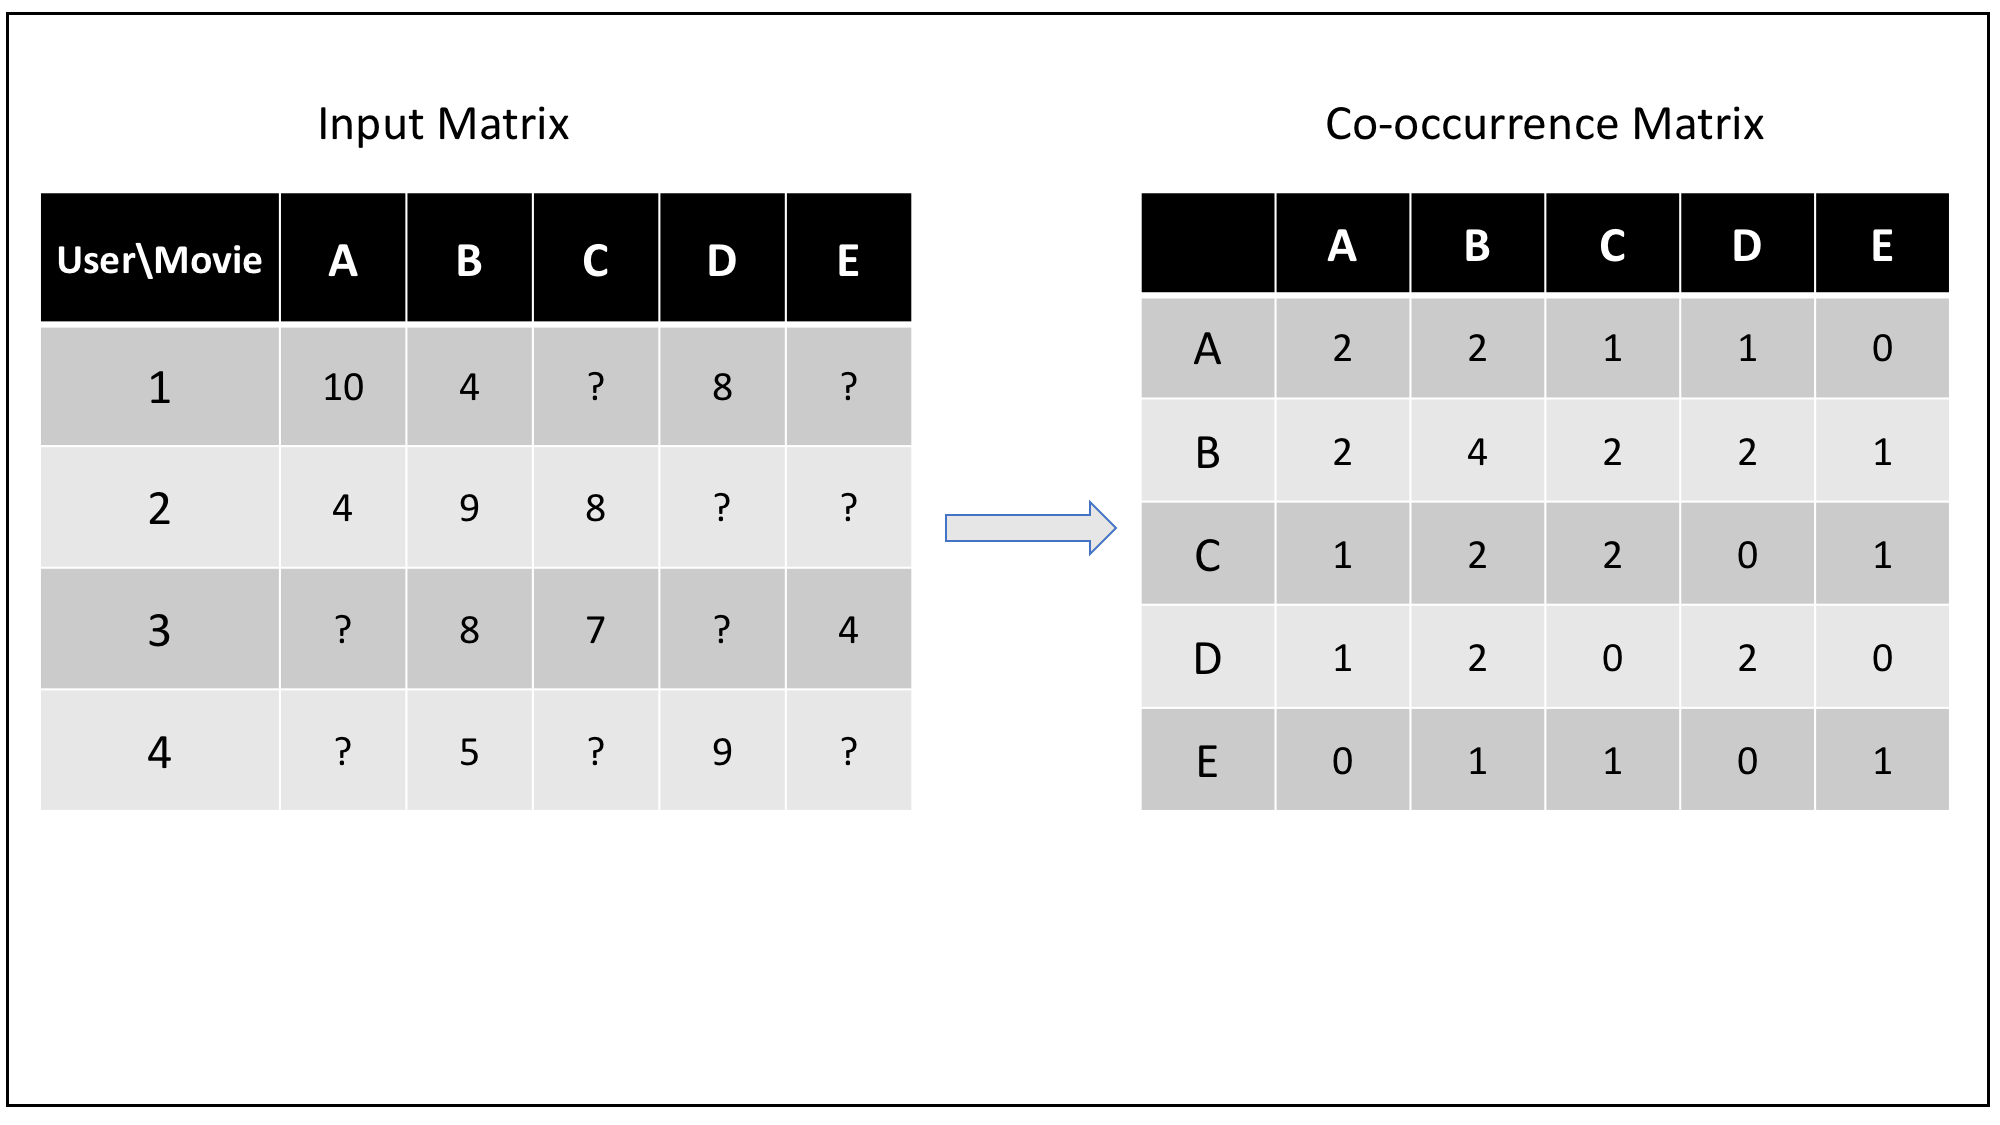 Input Matrix
User\Movie A B C D E
1 10 4 ? 8 ?
2 4 9 8 ? ?
3 ? 8 7 ? 4
4 ? 5 ? 9 ?
Co-occurrence Matrix
A B C D E
A 2 2 1 1 0
B 2 4 2 2 1
C 1 2 2 0 1
D 1 2 0 2 0
E 0 1 1 0 1